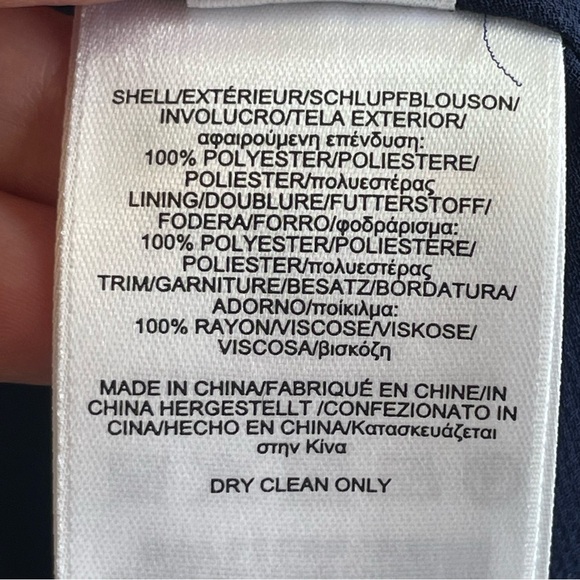 SHELL/EXTÉRIEUR/SCHLUPFBLOUSON/
INVOLUCRO/TELA EXTERIOR/
αφαιρούμενη επένδυση:
100% POLYESTER/POLIESTERE/
POLIESTER/πολυεστέρας
LINING/DOUBLURE/FUTTERSTOFF/
FODERA/FORRO/φοδράρισμα:
100% POLYESTER/POLIESTERE/
POLIESTER/πολυεστέρας
TRIM/GARNITURE/BESATZ/BORDATURA/
ADORNO/ποίκιλμα:
100% RAYON/VISCOSE/VISKOSE/
VISCOSA/βισκόζη
MADE IN CHINA/FABRIQUÉ EN CHINE/IN
CHINA HERGESTELLT /CONFEZIONATO IN
CINA/HECHO EN CHINA/Κατασκευάζεται
στην Κίνα
DRY CLEAN ONLY